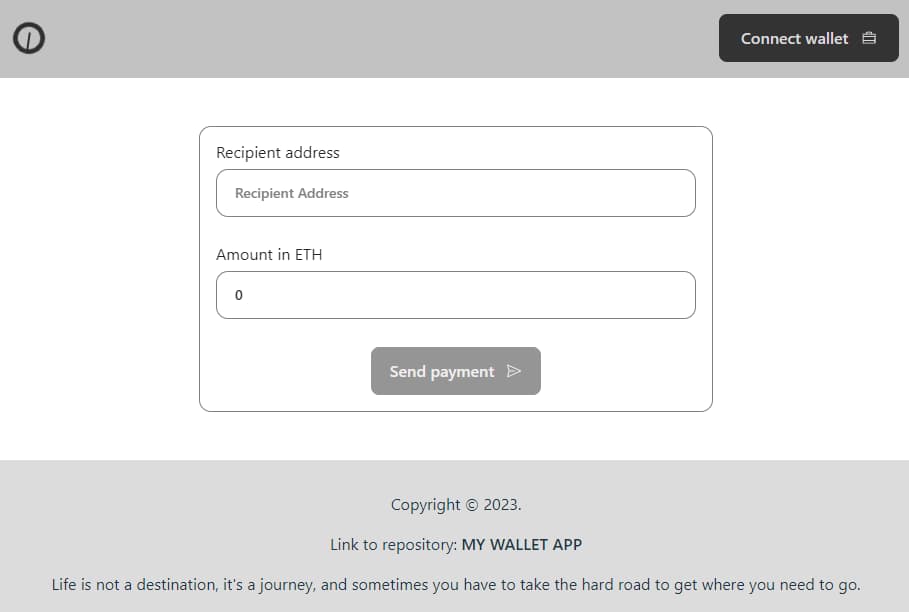 Connect wallet
Recipient address
Recipient Address
Amount in ETH
0
Send payment
Copyright © 2023.
Link to repository: MY WALLET APP
Life is not a destination, it's a journey, and sometimes you have to take the hard road to get where you need to go.